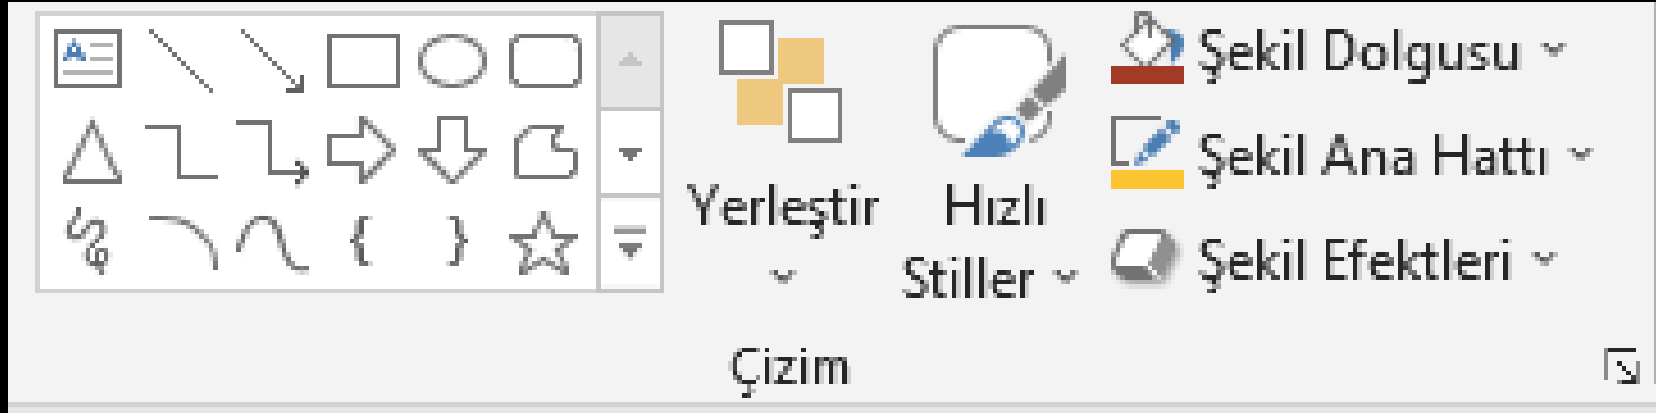 A
Şekil Dolgusu
Şekil Ana Hattı
Yerleştir
Hızlı
Stiller
Şekil Efektleri
Çizim